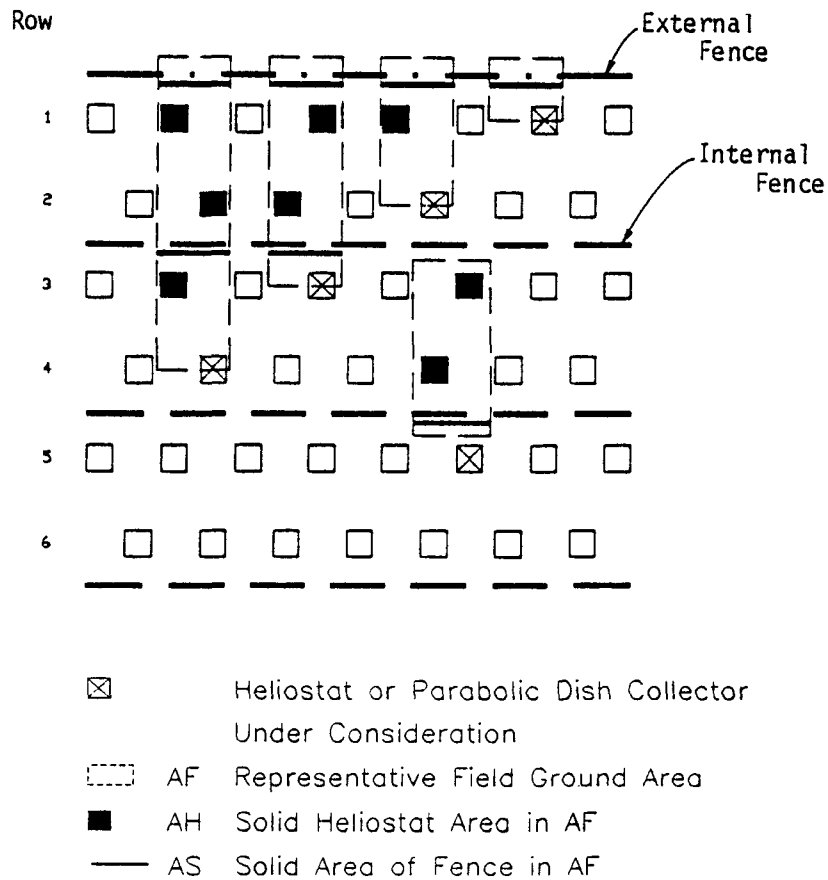 Row
External
Fence
1
Internal
Fence
2
3
4
5
6
Heliostat or Parabolic Dish Collector
Under Consideration
AF Representative Field Ground Area
AH Solid Heliostat Area in AF
AS Solid Area of Fence in AF